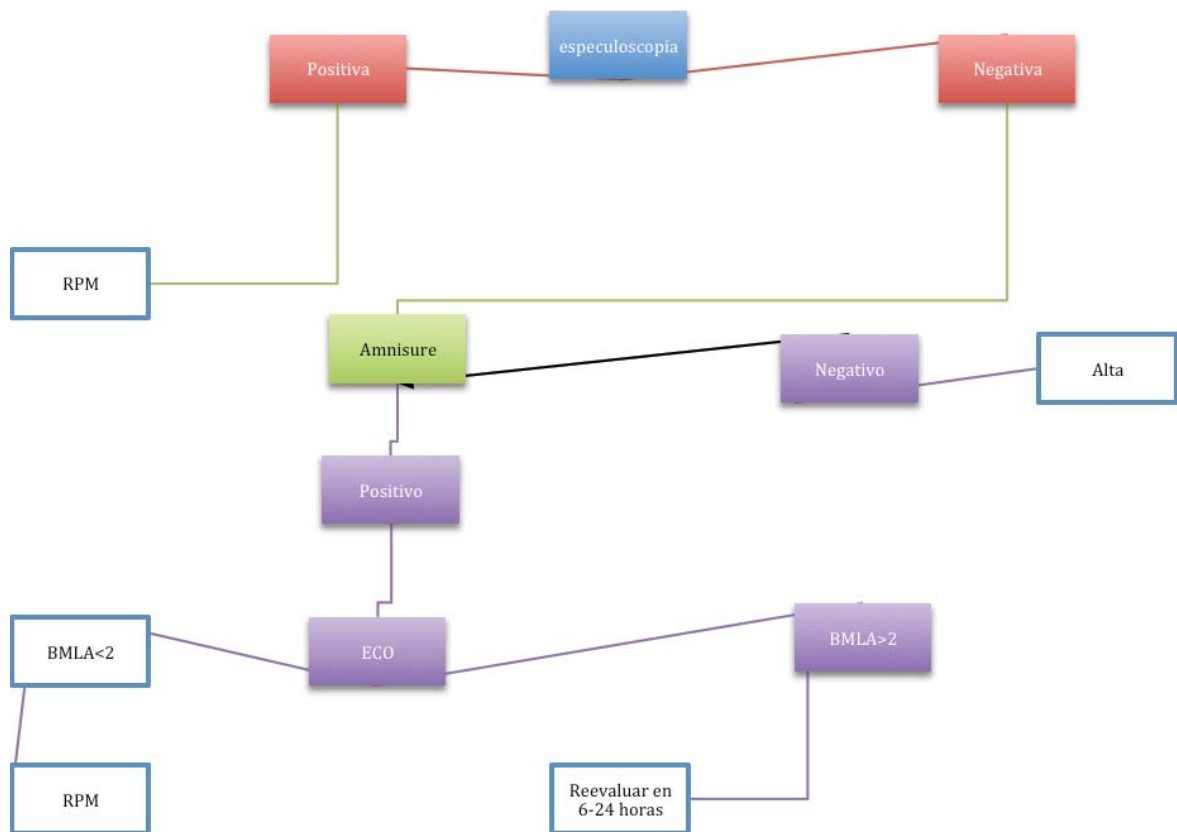 especuloscopia
Positiva
Negativa
RPM
Amnisure
Negativo
Alta
Positivo
BMLA<2
ECO
BMLA>2
RPM
Reevaluar en
6-24 horas